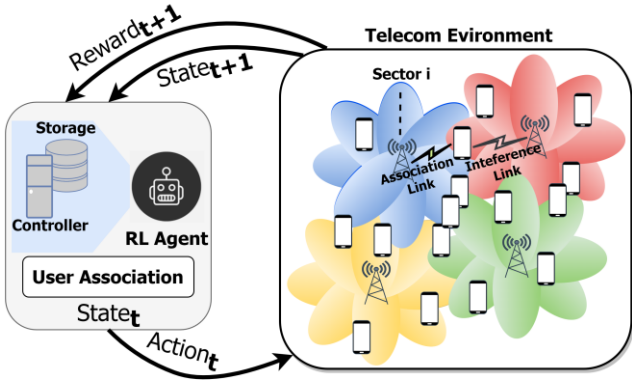 Reward t+1
State t+1
Telecom Evironment
Sector i
Storage
Controller
RL Agent
User Association
State t
Action t
Association
Link
Inteference
Link